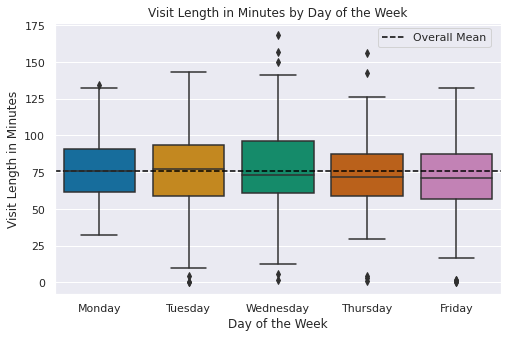 Visit Length in Minutes by Day of the Week
175
150
125
100
75
50
25
0
Visit Length in Minutes
Overall Mean
Monday
Tuesday
Wednesday
Thursday
Friday
Day of the Week